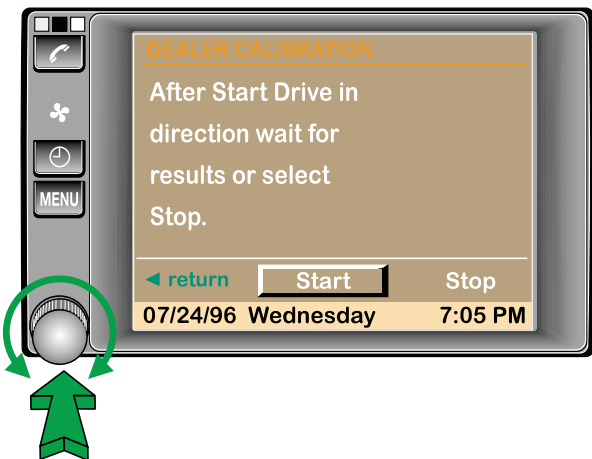 DEALER CALIBRATION
After Start Drive in
direction wait for
results or select
Stop.
MENU
◄ return Start Stop
07/24/96 Wednesday 7:05 PM